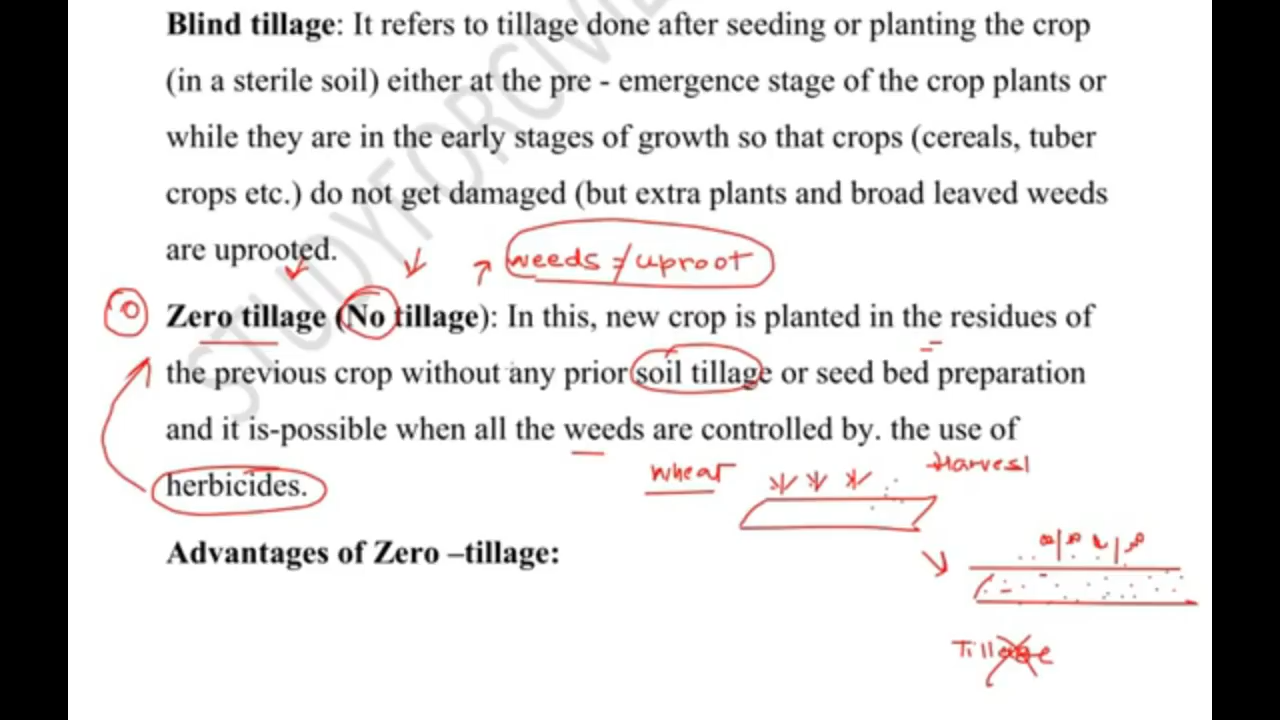 Blind tillage: It refers to tillage done after seeding or planting the crop
(in a sterile soil) either at the pre - emergence stage of the crop plants or
while they are in the early stages of growth so that crops (cereals, tuber
crops etc.) do not get damaged (but extra plants and broad leaved weeds
are uprooted.
weeds ≠ uproot
0
Zero tillage (No tillage): In this, new crop is planted in the residues of
the previous crop without any prior soil tillage or seed bed preparation
and it is-possible when all the weeds are controlled by. the use of
wheat
Harvest
herbicides.
Advantages of Zero –tillage:
Tillage
STUDYFORCIVIL